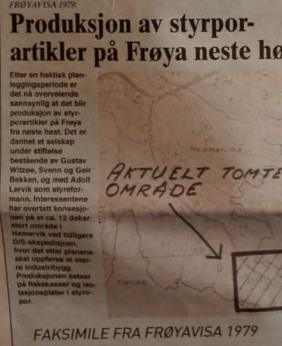 FRØYAVISA 1979:
Produksjon av styrpor-
artikler på Frøya neste hø
Etter en hektisk plan-
leggingsperiode er
det nå overveiende
sannsynlig at det blir
produksjon av styr-
porartikler på Frøya
fra neste høst. Det er
dannet et selskap
under stiftelse
bestående av Gustav
Witzøe, Svenn og Geir
Bekken, og med Adolf
Lervik som styrefor-
mann. Interessentene
har overtatt konsesjo-
nen på et ca. 12 dekar
stort område i
Hamarvik ved tidligere
D/S-ekspedisjonen,
hvor det etter planene
skal oppføres et stør-
re industribygg.
Produksjonen satser
på fiskekasser og iso-
lasjonsplater i styro-
por.
AKTUELT TOMTE
OMRÅDE
FAKSIMILE FRA FRØYAVISA 1979